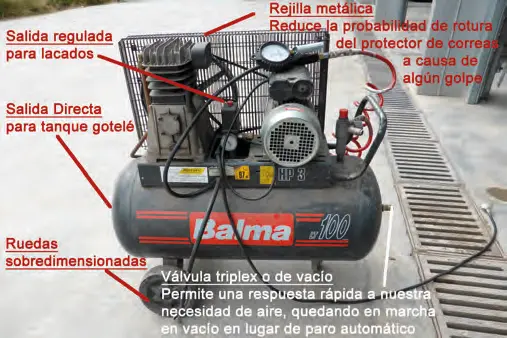 Rejilla metálica
Reduce la probabilidad de rotura
del protector de correas
a causa de
algún golpe
Salida regulada
para lacados
Salida Directa
para tanque gotelé
HP 3
Balma
100
Ruedas
sobredimensionadas
Válvula triplex o de vacío
Permite una respuesta rápida a nuestra
necesidad de aire, quedando en marcha
en vacío en lugar de paro automático